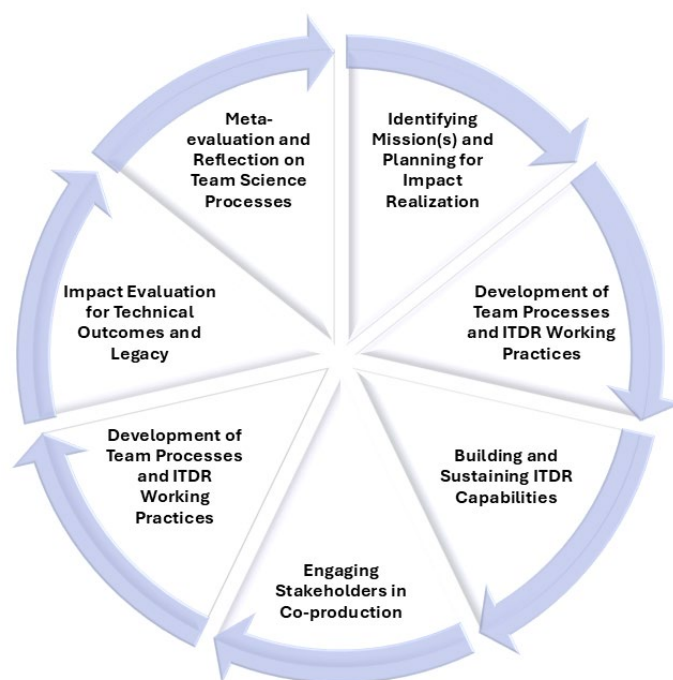 Identifying
Mission(s) and
Planning for
Impact
Realization
Development of
Team Processes
and ITDR Working
Practices
Building and
Sustaining ITDR
Capabilities
Engaging
Stakeholders in
Co-production
Development of
Team Processes
and ITDR
Working
Practices
Impact Evaluation
for Technical
Outcomes and
Legacy
Meta-
evaluation and
Reflection on
Team Science
Processes